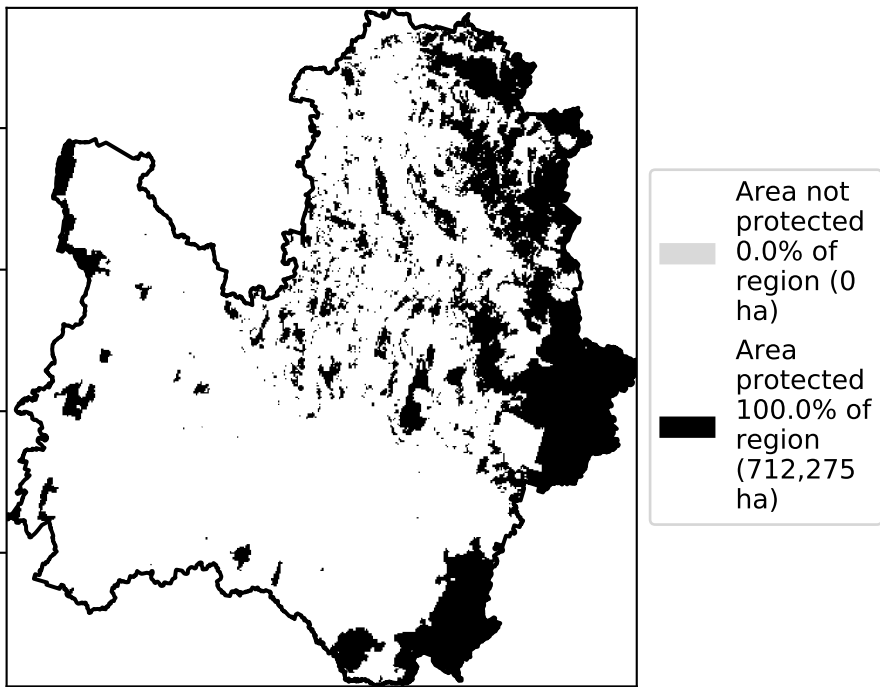 Area not
protected
0.0% of
region (0
ha)
Area
protected
100.0% of
region
(712,275
ha)